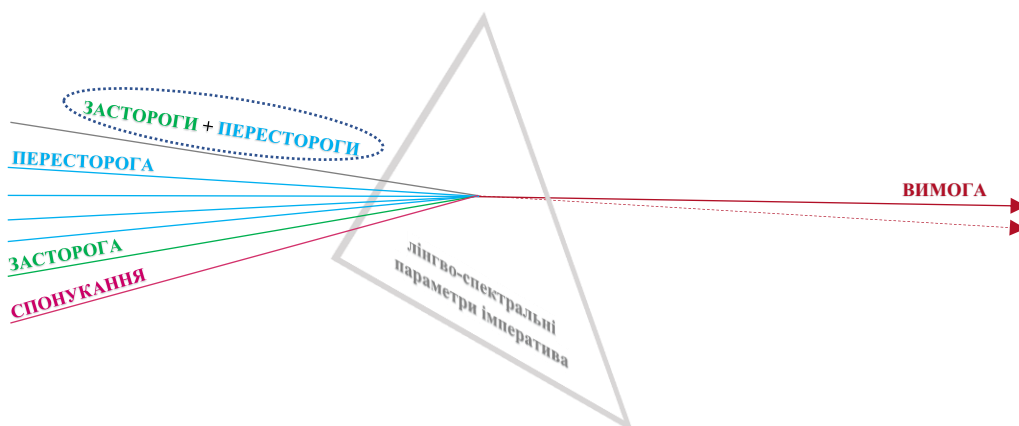 ЗАСТОРОГИ + ПЕРЕСТОРОГИ
ПЕРЕСТОРОГА
ВИМОГА
ЗАСТОРОГА
СПОНУКАННЯ
лінгво-спектральні
параметри імператива